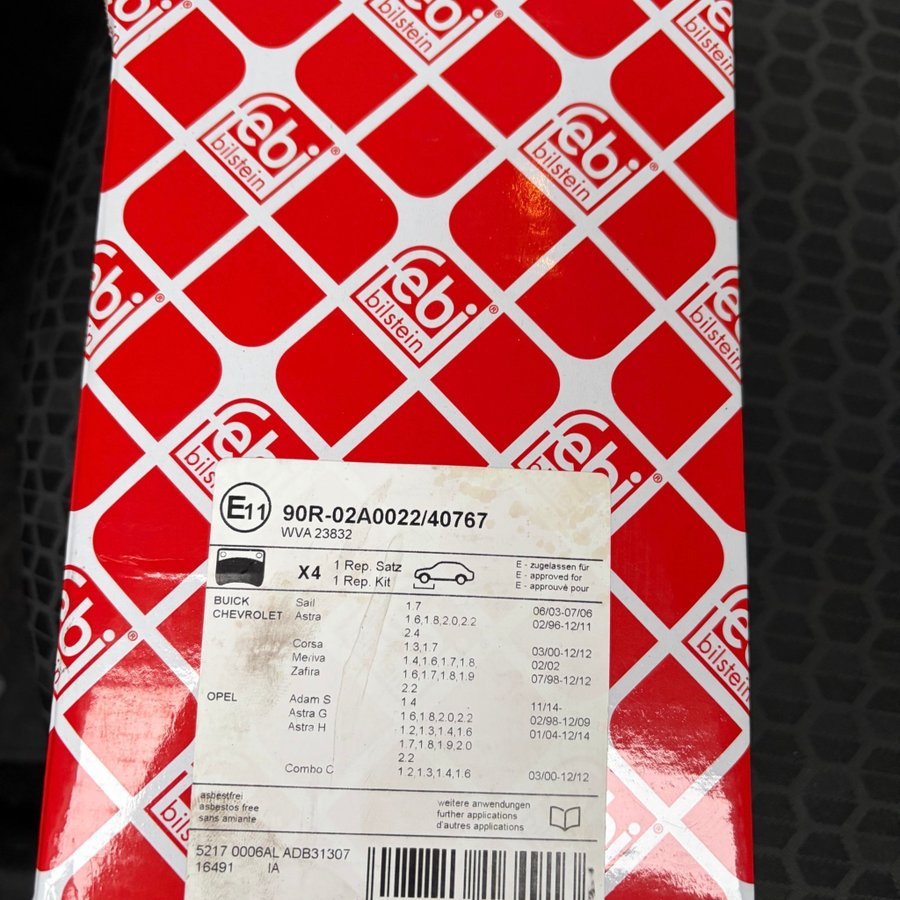 febi
bilstein
®
E11
90R-02A0022/40767
WVA 23832
X4
1 Rep. Satz
1 Rep. Kit
E - zugelassen für
E - approved for
E - approuvé pour
BUICK Sail 1.7 06/03-07/06
CHEVROLET Astra 1 6,1.8,2.0,2.2 02/96-12/11
2.4
Corsa 1.3,1.7 03/00-12/12
Meriva 1.4,1.6,1.7,1.8 02/02
Zafira 1.6,1.7,1.8,1.9 07/98-12/12
2.2
OPEL Adam S 1 4 11/14-
Astra G 1 6,1.8,2.0,2.2 02/98-12/09
Astra H 1.2,1.3,1.4,1.6 01/04-12/14
1.7,1.8,1.9,2.0
2.2
Combo C 1 2,1.3,1.4,1.6 03/00-12/12
asbestfrei
asbestos free
sans amiante
weitere anwendungen
further applications
d'autres applications
5217 0006AL ADB31307
16491 IA